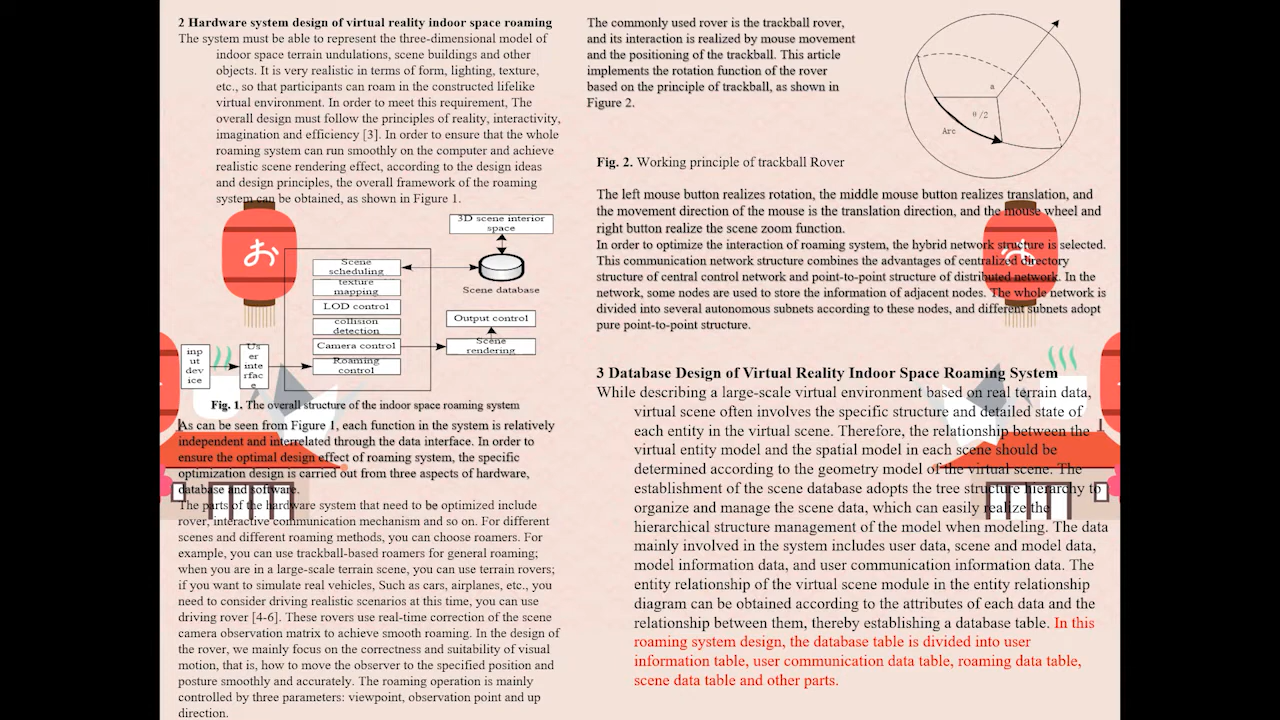 2 Hardware system design of virtual reality indoor space roaming
The system must be able to represent the three-dimensional model of
indoor space terrain undulations, scene buildings and other
objects. It is very realistic in terms of form, lighting, texture,
etc., so that participants can roam in the constructed lifelike
virtual environment. In order to meet this requirement, The
overall design must follow the principles of reality, interactivity,
imagination and efficiency [3]. In order to ensure that the whole
roaming system can run smoothly on the computer and achieve
realistic scene rendering effect, according to the design ideas
and design principles, the overall framework of the roaming
system can be obtained, as shown in Figure 1.
お
3D scene interior
space
Scene
scheduling
texture
mapping
LOD control
collision
detection
Camera control
Roaming
control
Scene database
Output control
Scene
rendering
inp
ut dev
ice
Us
er
inte
rfac
e
Fig. 1. The overall structure of the indoor space roaming system
As can be seen from Figure 1, each function in the system is relatively
independent and interrelated through the data interface. In order to
ensure the optimal design effect of roaming system, the specific
optimization design is carried out from three aspects of hardware,
database and software.
The parts of the hardware system that need to be optimized include
rover, interactive communication mechanism and so on. For different
scenes and different roaming methods, you can choose roamers. For
example, you can use trackball-based roamers for general roaming;
when you are in a large-scale terrain scene, you can use terrain rovers;
if you want to simulate real vehicles, Such as cars, airplanes, etc., you
need to consider driving realistic scenarios at this time, you can use
driving rover [4-6]. These rovers use real-time correction of the scene
camera observation matrix to achieve smooth roaming. In the design of
the rover, we mainly focus on the correctness and suitability of visual
motion, that is, how to move the observer to the specified position and
posture smoothly and accurately. The roaming operation is mainly
controlled by three parameters: viewpoint, observation point and up
direction.
The commonly used rover is the trackball rover,
and its interaction is realized by mouse movement
and the positioning of the trackball. This article
implements the rotation function of the rover
based on the principle of trackball, as shown in
Figure 2.
a
θ/2
Arc
Fig. 2. Working principle of trackball Rover
The left mouse button realizes rotation, the middle mouse button realizes translation, and
the movement direction of the mouse is the translation direction, and the mouse wheel and
right button realize the scene zoom function.
In order to optimize the interaction of roaming system, the hybrid network structure is selected.
This communication network structure combines the advantages of centralized directory
structure of central control network and point-to-point structure of distributed network. In the
network, some nodes are used to store the information of adjacent nodes. The whole network is
divided into several autonomous subnets according to these nodes, and different subnets adopt
pure point-to-point structure.
3 Database Design of Virtual Reality Indoor Space Roaming System
While describing a large-scale virtual environment based on real terrain data,
virtual scene often involves the specific structure and detailed state of
each entity in the virtual scene. Therefore, the relationship between the
virtual entity model and the spatial model in each scene should be
determined according to the geometry model of the virtual scene. The
establishment of the scene database adopts the tree structure hierarchy to
organize and manage the scene data, which can easily realize the
hierarchical structure management of the model when modeling. The data
mainly involved in the system includes user data, scene and model data,
model information data, and user communication information data. The
entity relationship of the virtual scene module in the entity relationship
diagram can be obtained according to the attributes of each data and the
relationship between them, thereby establishing a database table. In this
roaming system design, the database table is divided into user
information table, user communication data table, roaming data table,
scene data table and other parts.